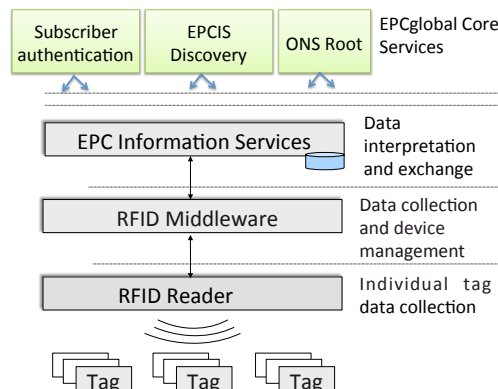 Subscriber
authentication
EPCIS
Discovery
ONS Root
EPCglobal Core
Services
EPC Information Services
Data
interpretation
and exchange
RFID Middleware
Data collection
and device
management
RFID Reader
Individual tag
data collection
Tag
Tag
Tag